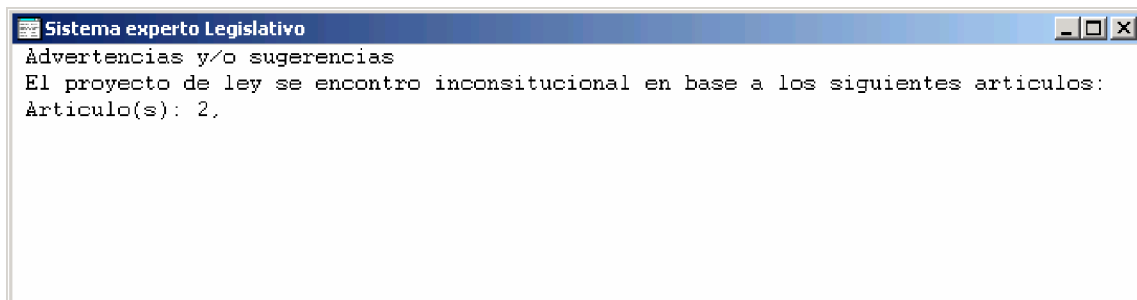 Sistema experto Legislativo
Advertencias y/o sugerencias
El proyecto de ley se encontro inconsitucional en base a los siguientes articulos:
Articulo(s): 2,